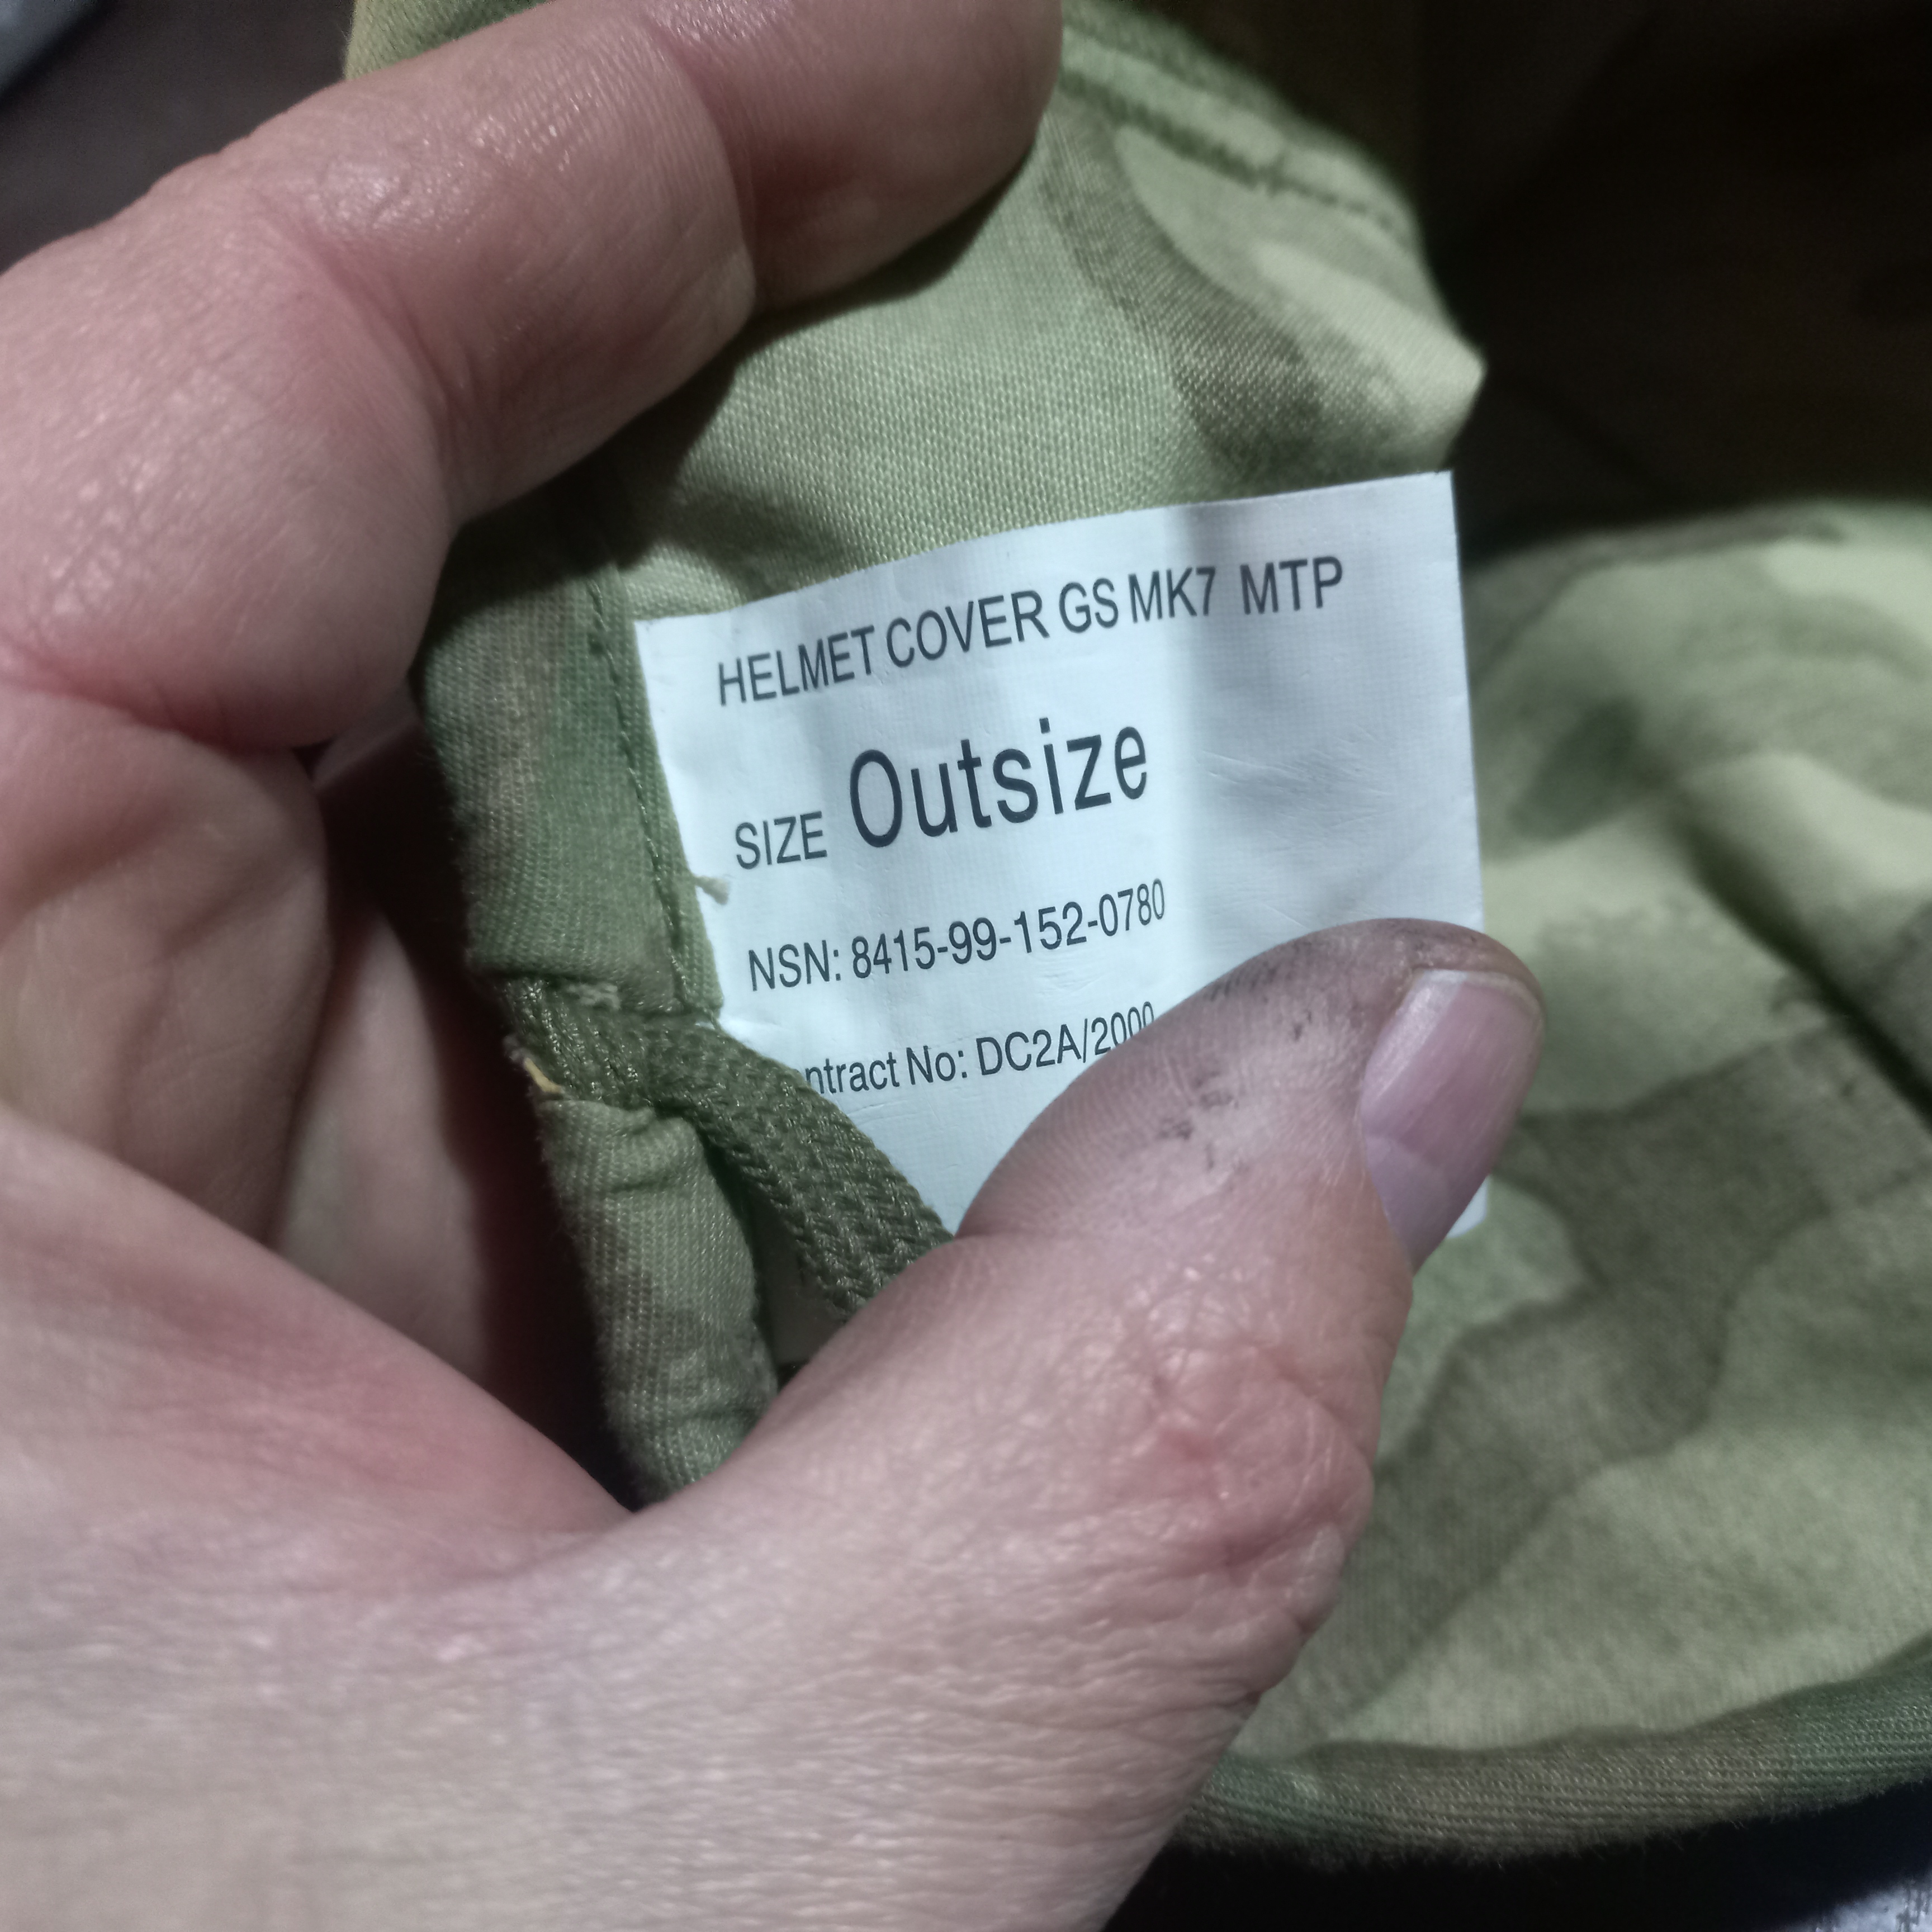 HELMET COVER GS MK7 MTP
SIZE Outsize
NSN: 8415-99-152-0780
ntract No: DC2A/2000